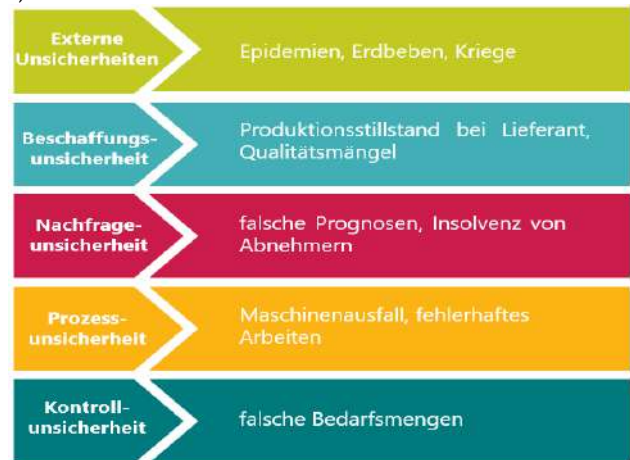 Externe
Unsicherheiten
Epidemien, Erdbeben, Kriege
Beschaffungs-
unsicherheit
Produktionsstillstand bei Lieferant,
Qualitätsmängel
Nachfrage-
unsicherheit
falsche Prognosen, Insolvenz von
Abnehmern
Prozess-
unsicherheit
Maschinenausfall, fehlerhaftes
Arbeiten
Kontroll-
unsicherheit
falsche Bedarfsmengen